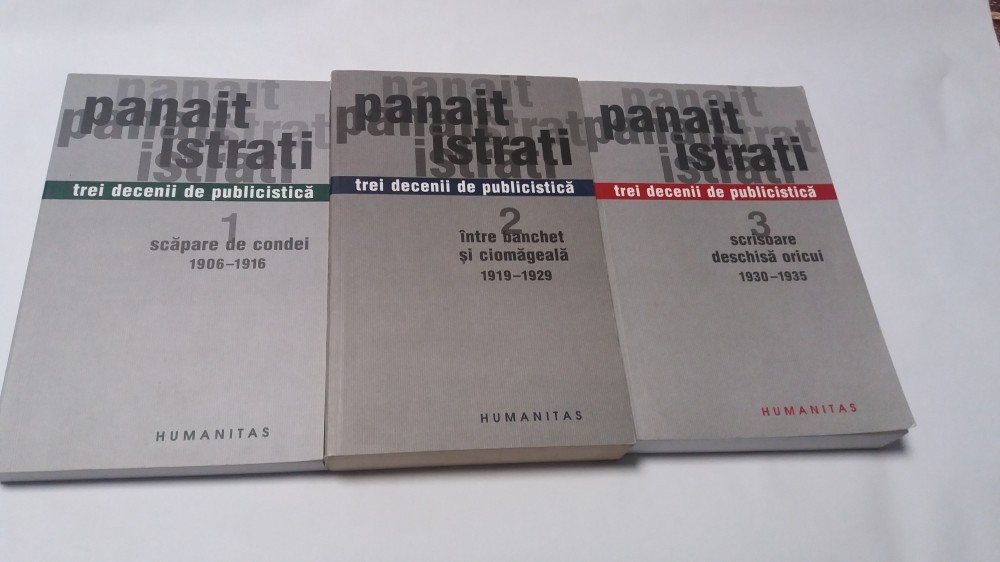 panait
istrati
trei decenii de publicistică
1
scăpare de condei
1906–1916
HUMANITAS
panait
istrati
trei decenii de publicistică
2
între banchet
și ciomăgeală
1919–1929
HUMANITAS
panait
istrati
trei decenii de publicistică
3
scrisoare
deschisă oricui
1930–1935
HUMANITAS